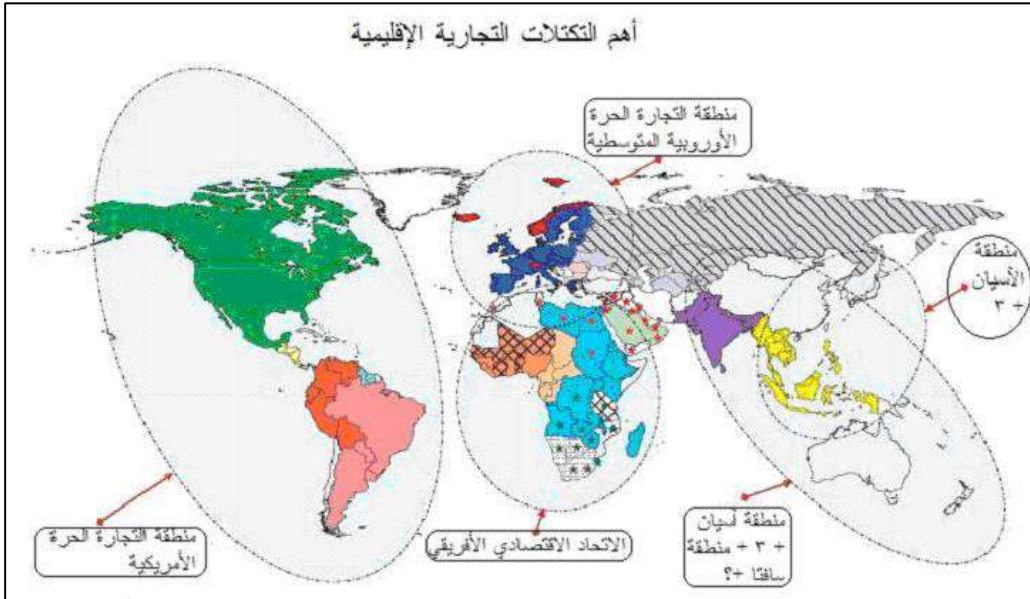 أهم التكتلات التجارية الإقليمية
منطقة التجارة الحرة
الأوروبية المتوسطية
منطقة
الأسيان
+ ٣
منطقة التجارة الحرة
الأمريكية
الاتحاد الاقتصادي الأفريقي
منطقة آسيان
+ ٣ + منطقة
سافتا +؟